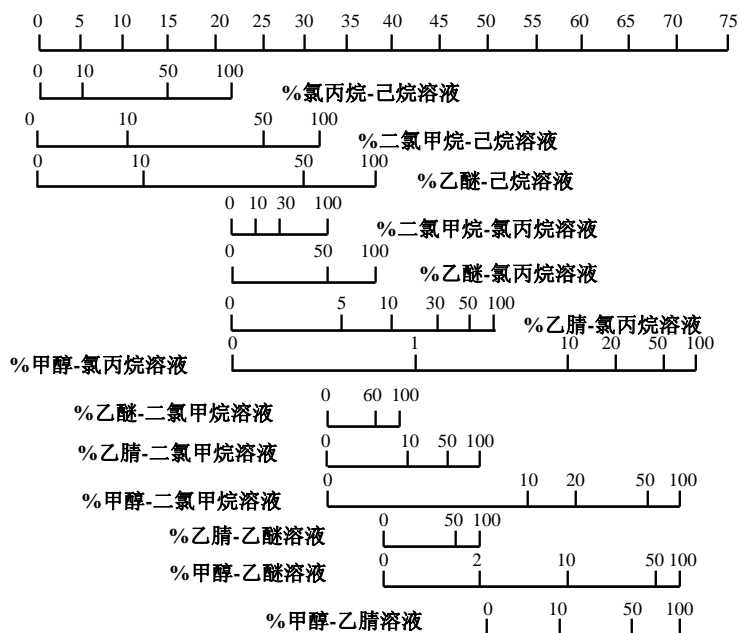 0 5 10 15 20 25 30 35 40 45 50 55 60 65 70 75
0 10 50 100
%氯丙烷-己烷溶液
0 10 50 100
%二氯甲烷-己烷溶液
0 10 50 100
%乙醚-己烷溶液
0 10 30 100
%二氯甲烷-氯丙烷溶液
0 50 100
%乙醚-氯丙烷溶液
0 5 10 30 50 100
%乙腈-氯丙烷溶液
0 1 10 20 50 100
%甲醇-氯丙烷溶液
0 60 100
%乙醚-二氯甲烷溶液
0 10 50 100
%乙腈-二氯甲烷溶液
0 10 20 50 100
%甲醇-二氯甲烷溶液
0 50 100
%乙腈-乙醚溶液
0 2 10 50 100
%甲醇-乙醚溶液
0 10 50 100
%甲醇-乙腈溶液